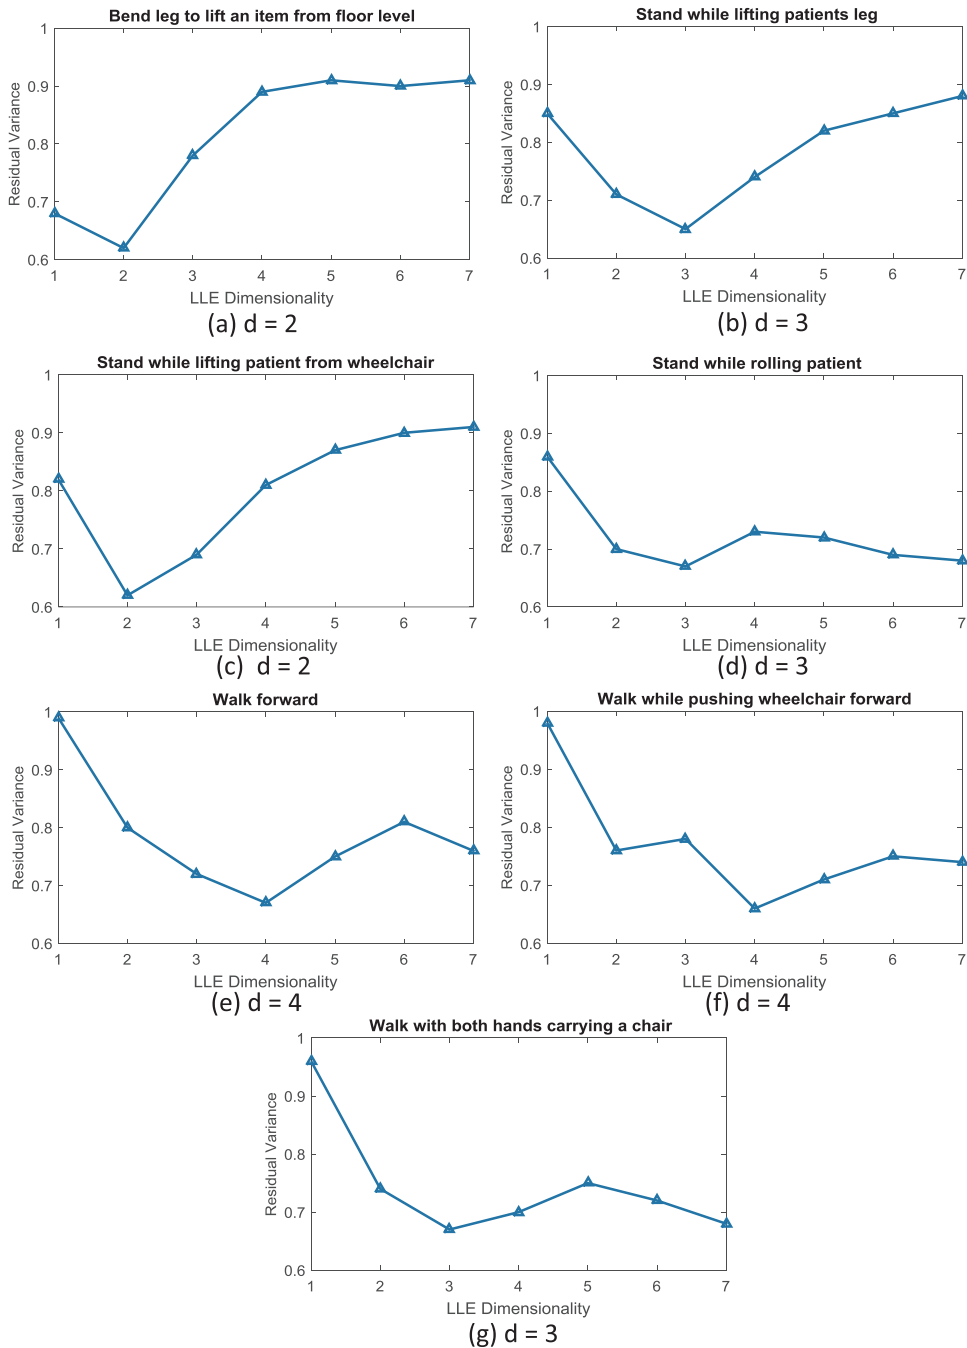 Bend leg to lift an item from floor level
Residual Variance
1
0.9
0.8
0.7
0.6
1 2 3 4 5 6 7
LLE Dimensionality
(a) d = 2
Stand while lifting patients leg
Residual Variance
1
0.9
0.8
0.7
0.6
1 2 3 4 5 6 7
LLE Dimensionality
(b) d = 3
Stand while lifting patient from wheelchair
Residual Variance
1
0.9
0.8
0.7
0.6
1 2 3 4 5 6 7
LLE Dimensionality
(c) d = 2
Stand while rolling patient
Residual Variance
1
0.9
0.8
0.7
0.6
1 2 3 4 5 6 7
LLE Dimensionality
(d) d = 3
Walk forward
Residual Variance
1
0.9
0.8
0.7
0.6
1 2 3 4 5 6 7
LLE Dimensionality
(e) d = 4
Walk while pushing wheelchair forward
Residual Variance
1
0.9
0.8
0.7
0.6
1 2 3 4 5 6 7
LLE Dimensionality
(f) d = 4
Walk with both hands carrying a chair
Residual Variance
1
0.9
0.8
0.7
0.6
1 2 3 4 5 6 7
LLE Dimensionality
(g) d = 3